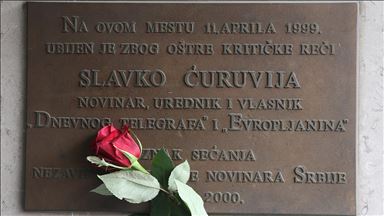 Na ovom mestu 11. aprila 1999.
ubijen je zbog oštre kritičke reči
SLAVKO ĆURUVIJA
novinar, urednik i vlasnik
„Dnevnog telegrafa” i „Evropljanina”
k sećanja
novinara Srbije
2000.